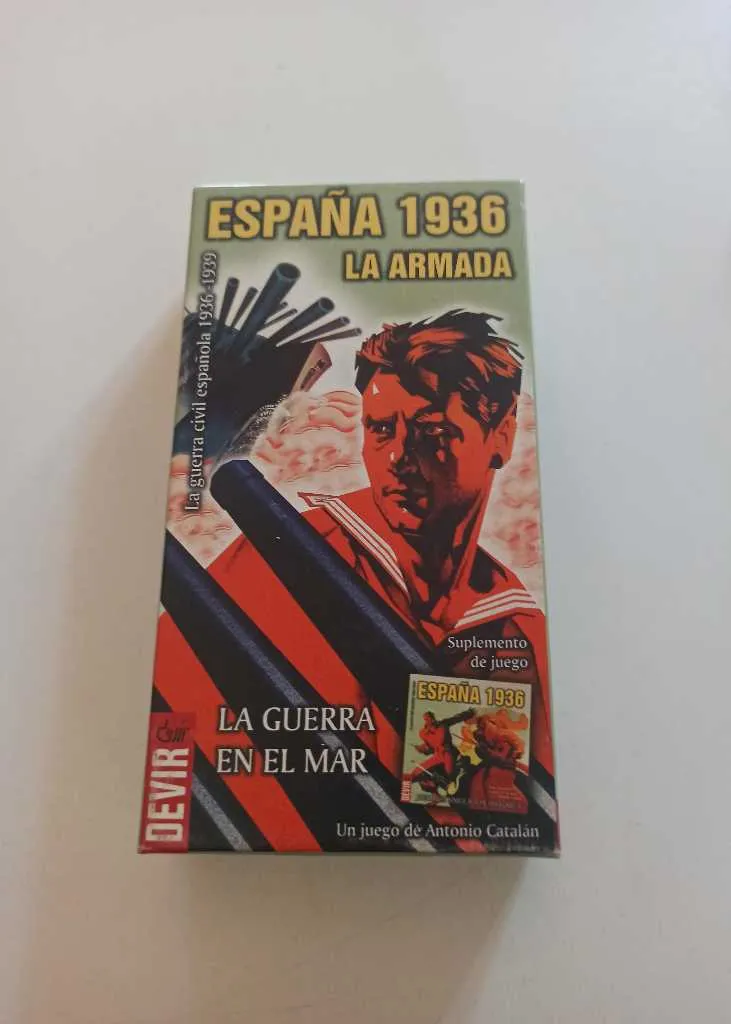 ESPAÑA 1936
LA ARMADA
La guerra civil española 1936-1939
Suplemento
de juego
ESPAÑA 1936
DEVIR
LA GUERRA
EN EL MAR
DEVIR
Un juego de Antonio Catalán